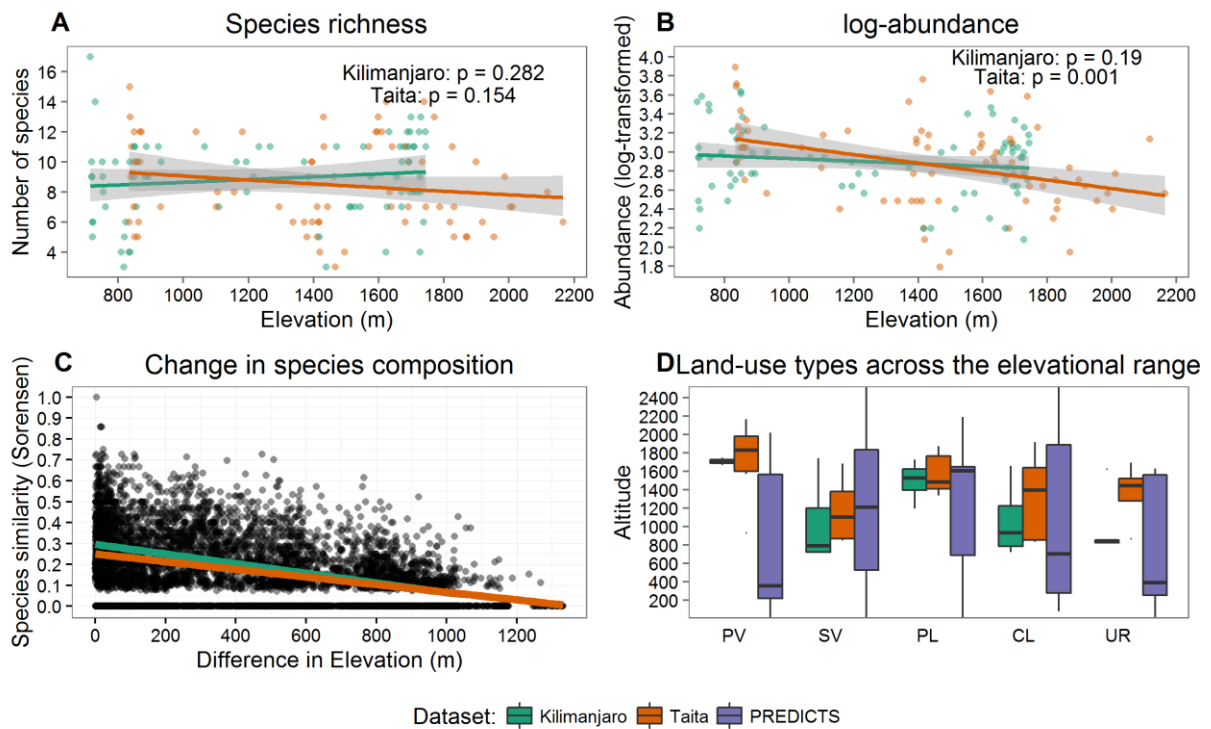 A
Species richness
Number of species
16
14
12
10
8
6
4
Kilimanjaro: p = 0.282
Taita: p = 0.154
800
1000
1200
1400
1600
1800
2000
2200
Elevation (m)
B
log-abundance
Abundance (log-transformed)
4.0
3.8
3.6
3.4
3.2
3.0
2.8
2.6
2.4
2.2
2.0
1.8
Kilimanjaro: p = 0.19
Taita: p = 0.001
800
1000
1200
1400
1600
1800
2000
2200
Elevation (m)
C
Change in species composition
Species similarity (Sorensen)
1.0
0.9
0.8
0.7
0.6
0.5
0.4
0.3
0.2
0.1
0.0
0
200
400
600
800
1000
1200
Difference in Elevation (m)
D
Land-use types across the elevational range
Altitude
2400
2200
2000
1800
1600
1400
1200
1000
800
600
400
200
PV
SV
PL
CL
UR
Dataset:
Kilimanjaro
Taita
PREDICTS